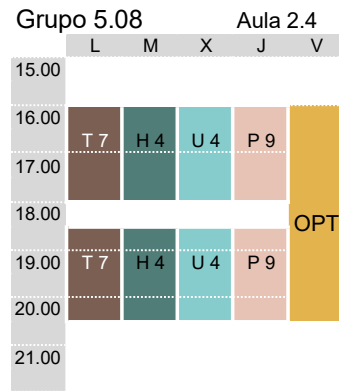 Grupo 5.08 Aula 2.4
L M X J V
15.00
16.00
T 7 H 4 U 4 P 9
17.00
18.00
OPT
19.00
T 7 H 4 U 4 P 9
20.00
21.00